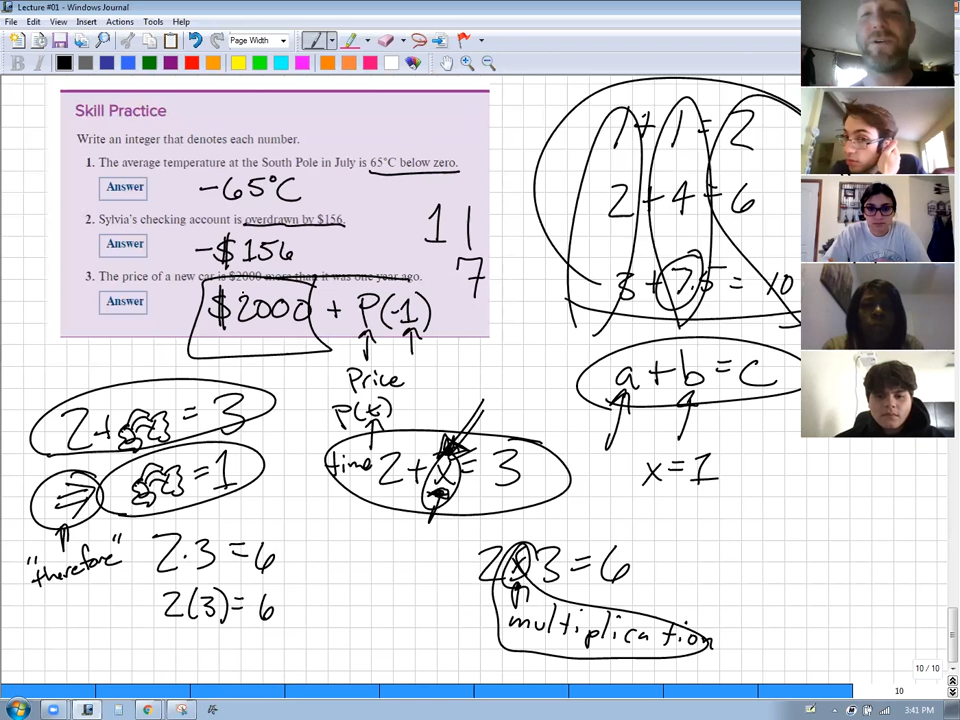 Lecture #01 - Windows Journal
File Edit View Insert Actions Tools Help
Page Width
B I
Skill Practice
Write an integer that denotes each number.
1. The average temperature at the South Pole in July is 65°C below zero.
Answer
-65°C
2. Sylvia's checking account is overdrawn by $156.
Answer
-$156
3. The price of a new car is $2000 more than it was one year ago.
Answer
$2000 + P(-1)
Price
P(t)
time
11
7
1+1=2
2+4=6
3+7.5=10
a+b=c
2+ =3
=1
⇒
"therefore"
2+x=3
x=1
2·3=6
2(3)=6
2x3=6
multiplication
10 / 10
10
3:41 PM